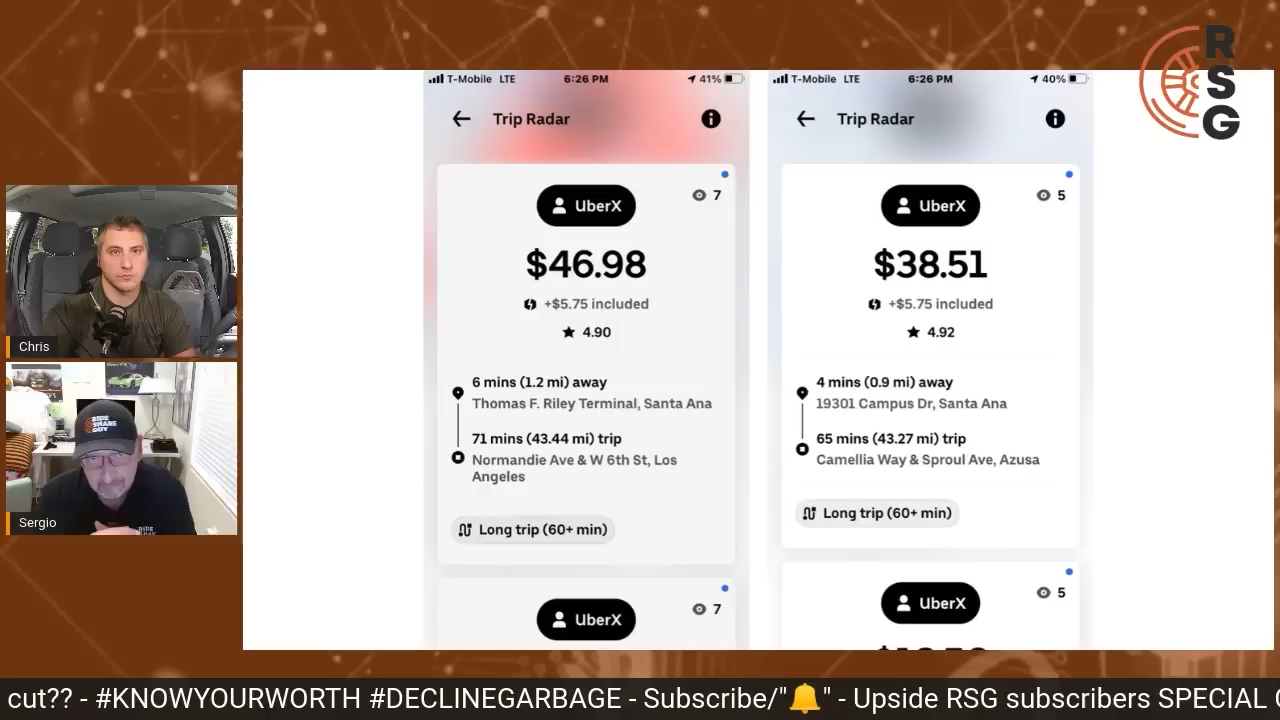 RSG
T-Mobile LTE 6:26 PM 41%
Trip Radar
7
UberX
$46.98
+$5.75 included
4.90
6 mins (1.2 mi) away
Thomas F. Riley Terminal, Santa Ana
71 mins (43.44 mi) trip
Normandie Ave & W 6th St, Los
Angeles
Long trip (60+ min)
7
UberX
T-Mobile LTE 6:26 PM 40%
Trip Radar
5
UberX
$38.51
+$5.75 included
4.92
4 mins (0.9 mi) away
19301 Campus Dr, Santa Ana
65 mins (43.27 mi) trip
Camellia Way & Sproul Ave, Azusa
Long trip (60+ min)
5
UberX
Chris
RIDE
SHARE
GUY
Sergio
cut?? - #KNOWYOURWORTH #DECLINEGARBAGE - Subscribe/"🔔" - Upside RSG subscribers SPECIAL